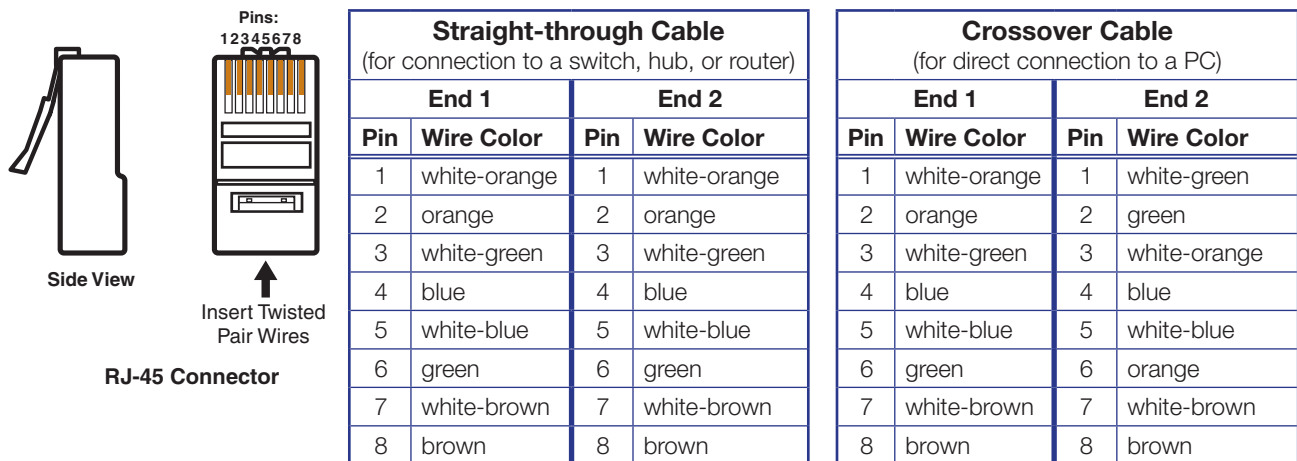 Pins:
12345678
Side View
Insert Twisted
Pair Wires
RJ-45 Connector
Straight-through Cable
(for connection to a switch, hub, or router)
End 1 End 2
Pin Wire Color Pin Wire Color
1 white-orange 1 white-orange
2 orange 2 orange
3 white-green 3 white-green
4 blue 4 blue
5 white-blue 5 white-blue
6 green 6 green
7 white-brown 7 white-brown
8 brown 8 brown
Crossover Cable
(for direct connection to a PC)
End 1 End 2
Pin Wire Color Pin Wire Color
1 white-orange 1 white-green
2 orange 2 green
3 white-green 3 white-orange
4 blue 4 blue
5 white-blue 5 white-blue
6 green 6 orange
7 white-brown 7 white-brown
8 brown 8 brown